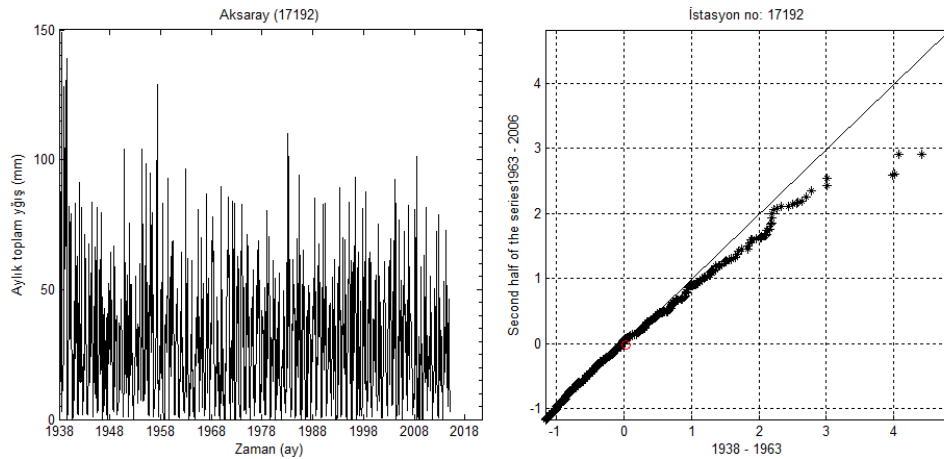 Aksaray (17192)
Aylık toplam yğış (mm)
150
100
50
0
1938 1948 1958 1968 1978 1988 1998 2008 2018
Zaman (ay)
İstasyon no: 17192
Second half of the series1963 - 2006
4
3
2
1
0
-1
-1 0 1 2 3 4
1938 - 1963